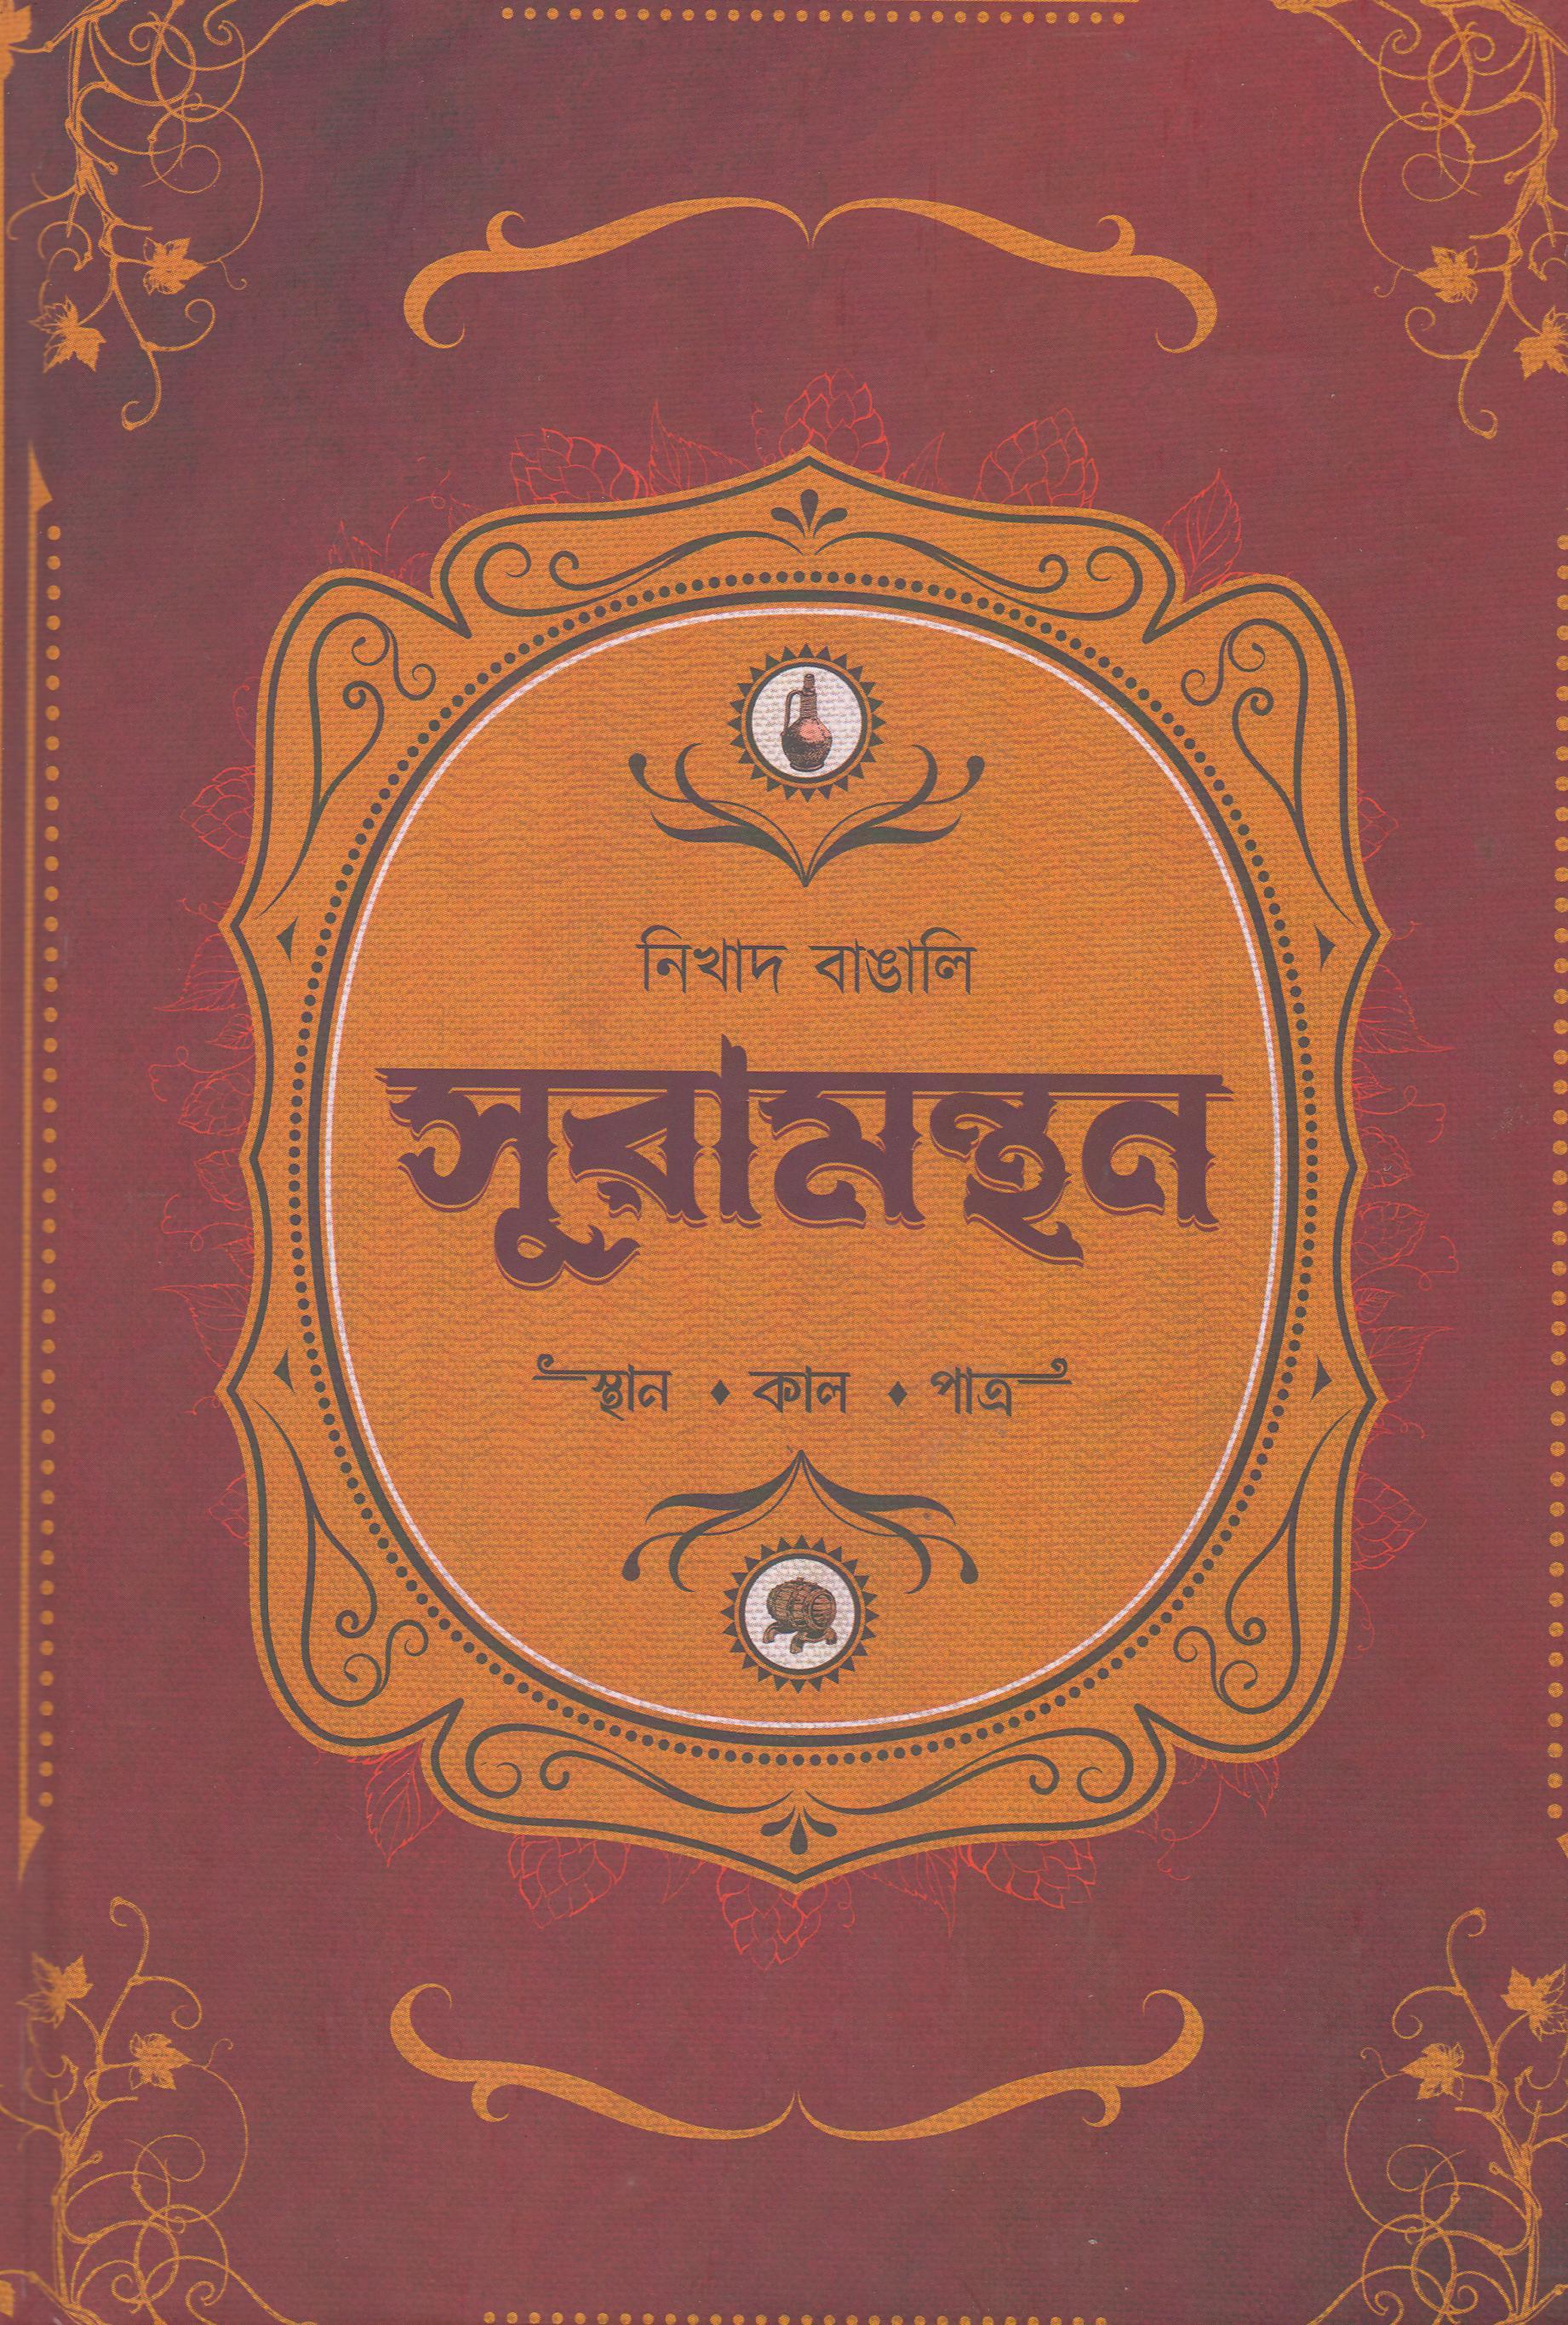 নিখাদ বাঙালি
সুরামন্থন
স্থান ♦ কাল ♦ পাত্র